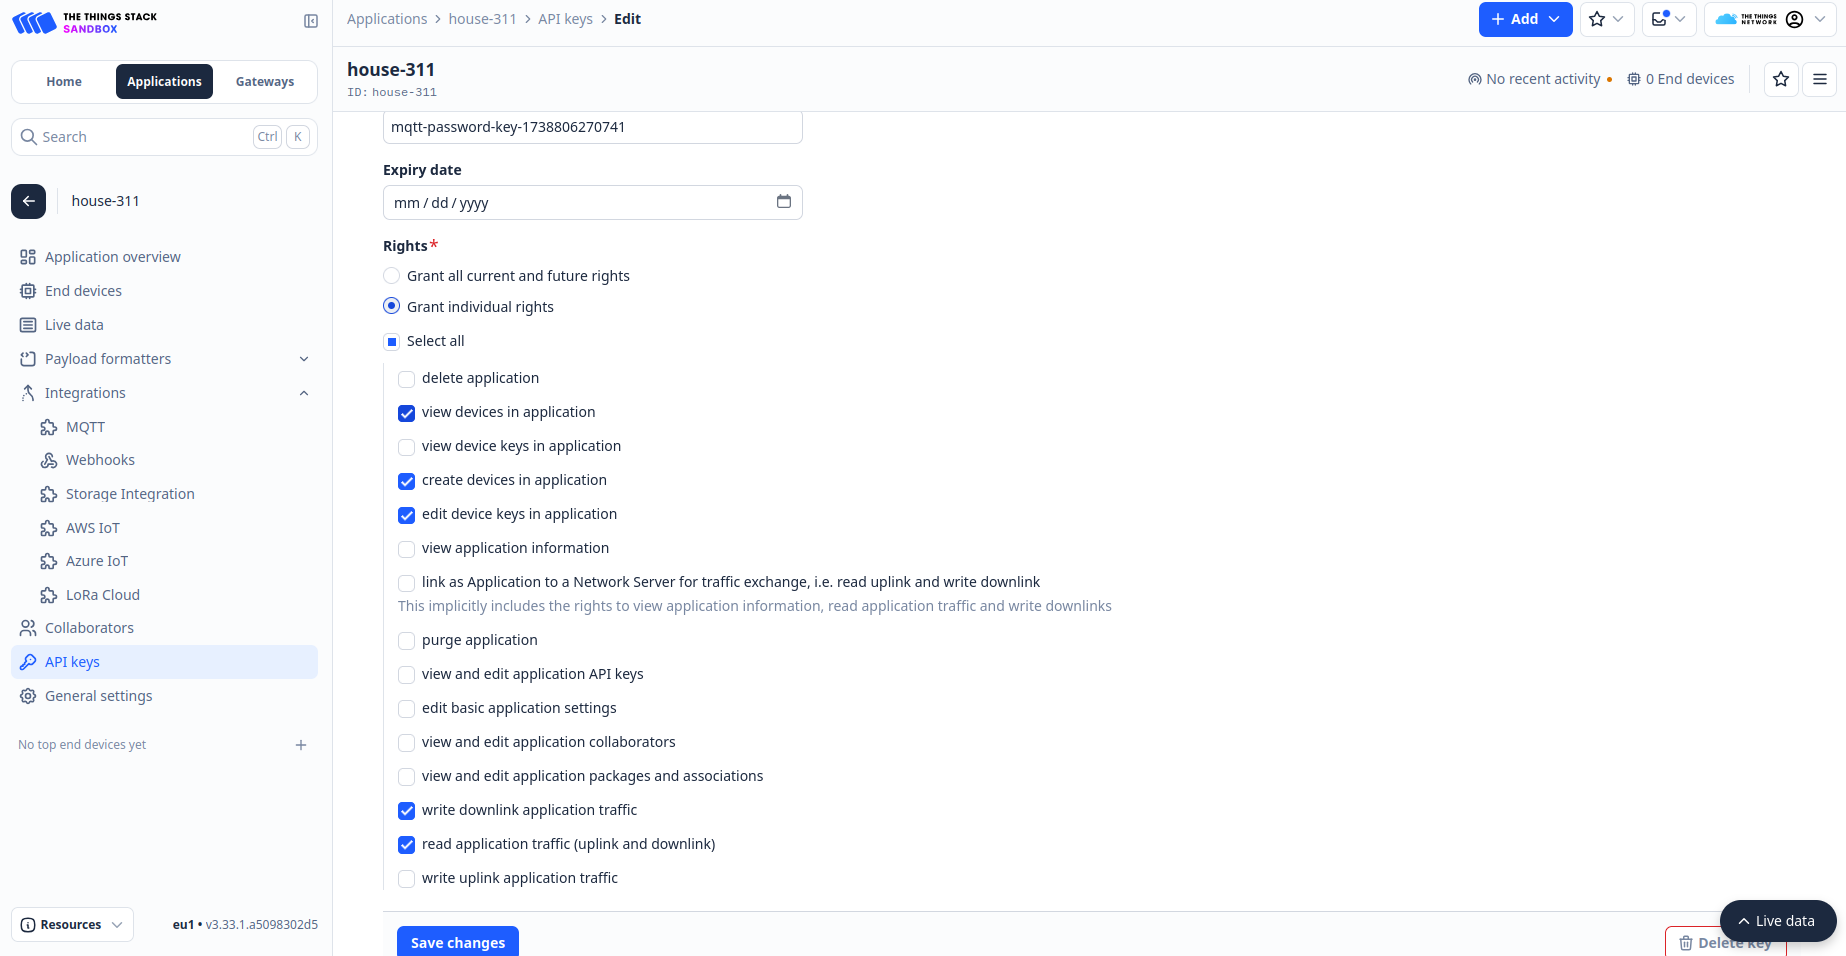 THE THINGS STACK
SANDBOX
Applications > house-311 > API keys > Edit
Add
THE THINGS
NETWORK
Home
Applications
Gateways
house-311
ID: house-311
No recent activity
0 End devices
Search
Ctrl
K
house-311
Application overview
End devices
Live data
Payload formatters
Integrations
MQTT
Webhooks
Storage Integration
AWS IoT
Azure IoT
LoRa Cloud
Collaborators
API keys
General settings
No top end devices yet
Resources
eu1 • v3.33.1.a5098302d5
mqtt-password-key-1738806270741
Expiry date
mm / dd / yyyy
Rights*
Grant all current and future rights
Grant individual rights
Select all
delete application
view devices in application
view device keys in application
create devices in application
edit device keys in application
view application information
link as Application to a Network Server for traffic exchange, i.e. read uplink and write downlink
This implicitly includes the rights to view application information, read application traffic and write downlinks
purge application
view and edit application API keys
edit basic application settings
view and edit application collaborators
view and edit application packages and associations
write downlink application traffic
read application traffic (uplink and downlink)
write uplink application traffic
Save changes
Delete key
Live data